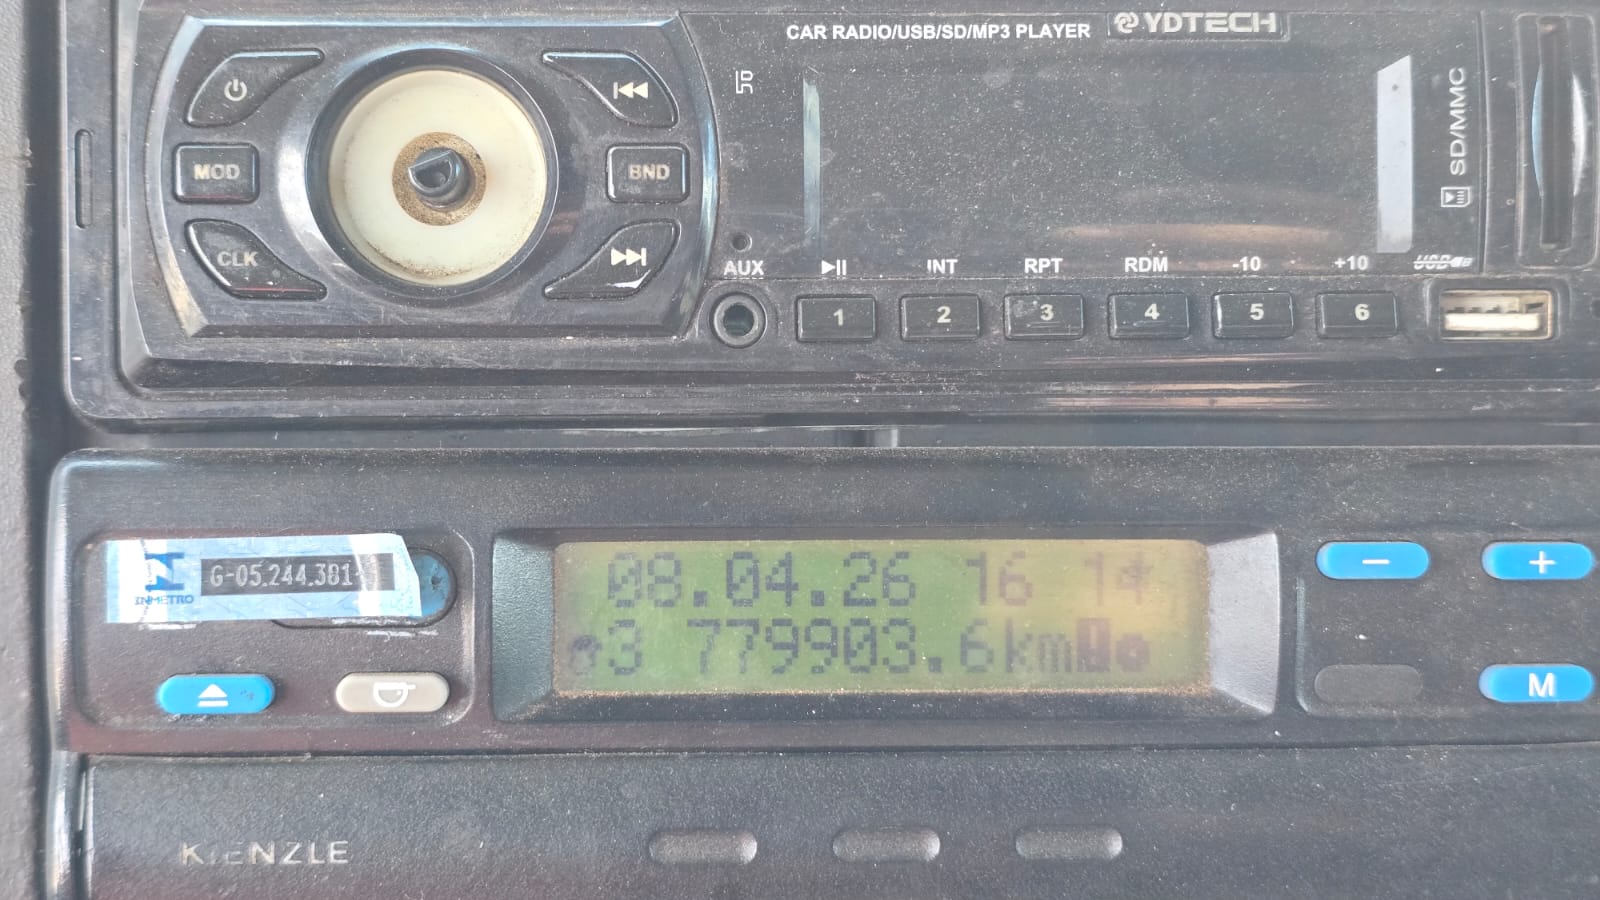 CAR RADIO/USB/SD/MP3 PLAYER YDTECH
MOD
BND
CLK
SD/MMC
AUX INT RPT RDM -10 +10 USB
1 2 3 4 5 6
INMETRO G-05.244.381
08.04.26 16 14
3 779903.6km
- +
M
KIENZLE